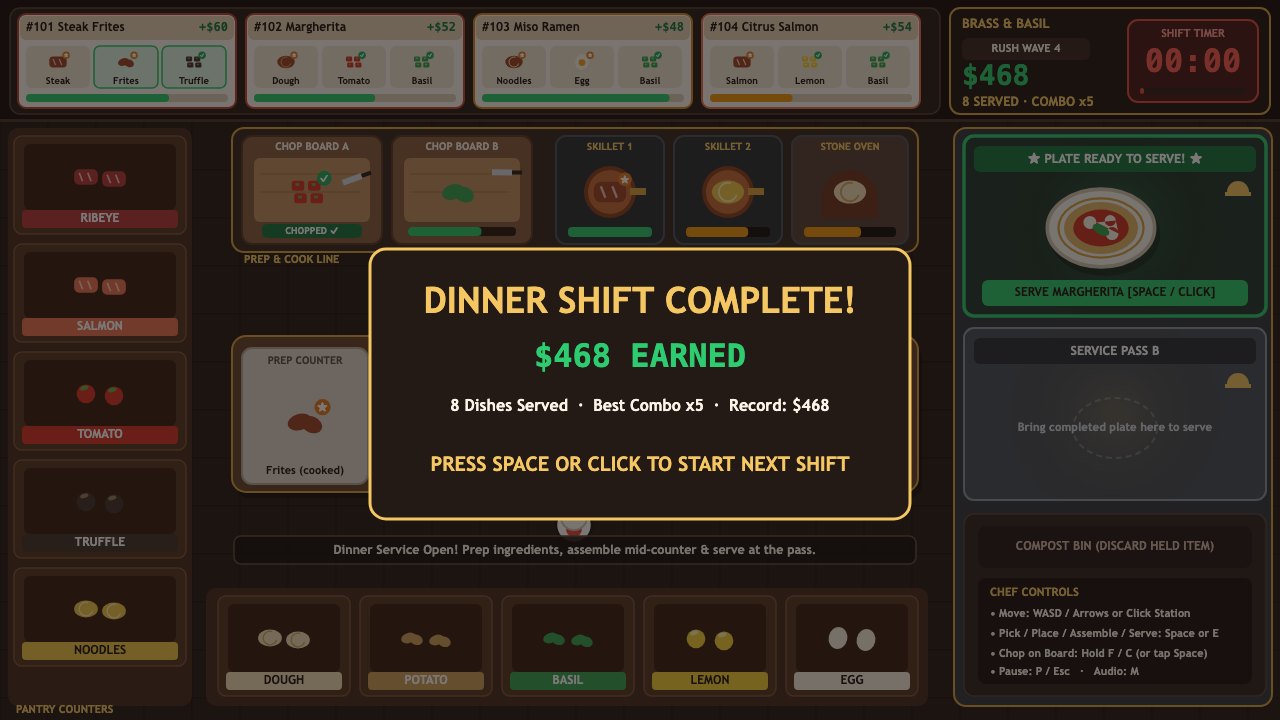 #101 Steak Frites +$60
Steak Frites Truffle
#102 Margherita +$52
Dough Tomato Basil
#103 Miso Ramen +$48
Noodles Egg Basil
#104 Citrus Salmon +$54
Salmon Lemon Basil
BRASS & BASIL
RUSH WAVE 4
$468
8 SERVED · COMBO x5
SHIFT TIMER
00:00
RIBEYE
SALMON
TOMATO
TRUFFLE
NOODLES
PANTRY COUNTERS
CHOP BOARD A
CHOPPED ✓
CHOP BOARD B
SKILLET 1
SKILLET 2
STONE OVEN
PREP & COOK LINE
PREP COUNTER
Frites (cooked)
DINNER SHIFT COMPLETE!
$468 EARNED
8 Dishes Served · Best Combo x5 · Record: $468
PRESS SPACE OR CLICK TO START NEXT SHIFT
Dinner Service Open! Prep ingredients, assemble mid-counter & serve at the pass.
DOUGH
POTATO
BASIL
LEMON
EGG
★ PLATE READY TO SERVE! ★
SERVE MARGHERITA [SPACE / CLICK]
SERVICE PASS B
Bring completed plate here to serve
COMPOST BIN (DISCARD HELD ITEM)
CHEF CONTROLS
• Move: WASD / Arrows or Click Station
• Pick / Place / Assemble / Serve: Space or E
• Chop on Board: Hold F / C (or tap Space)
• Pause: P / Esc · Audio: M